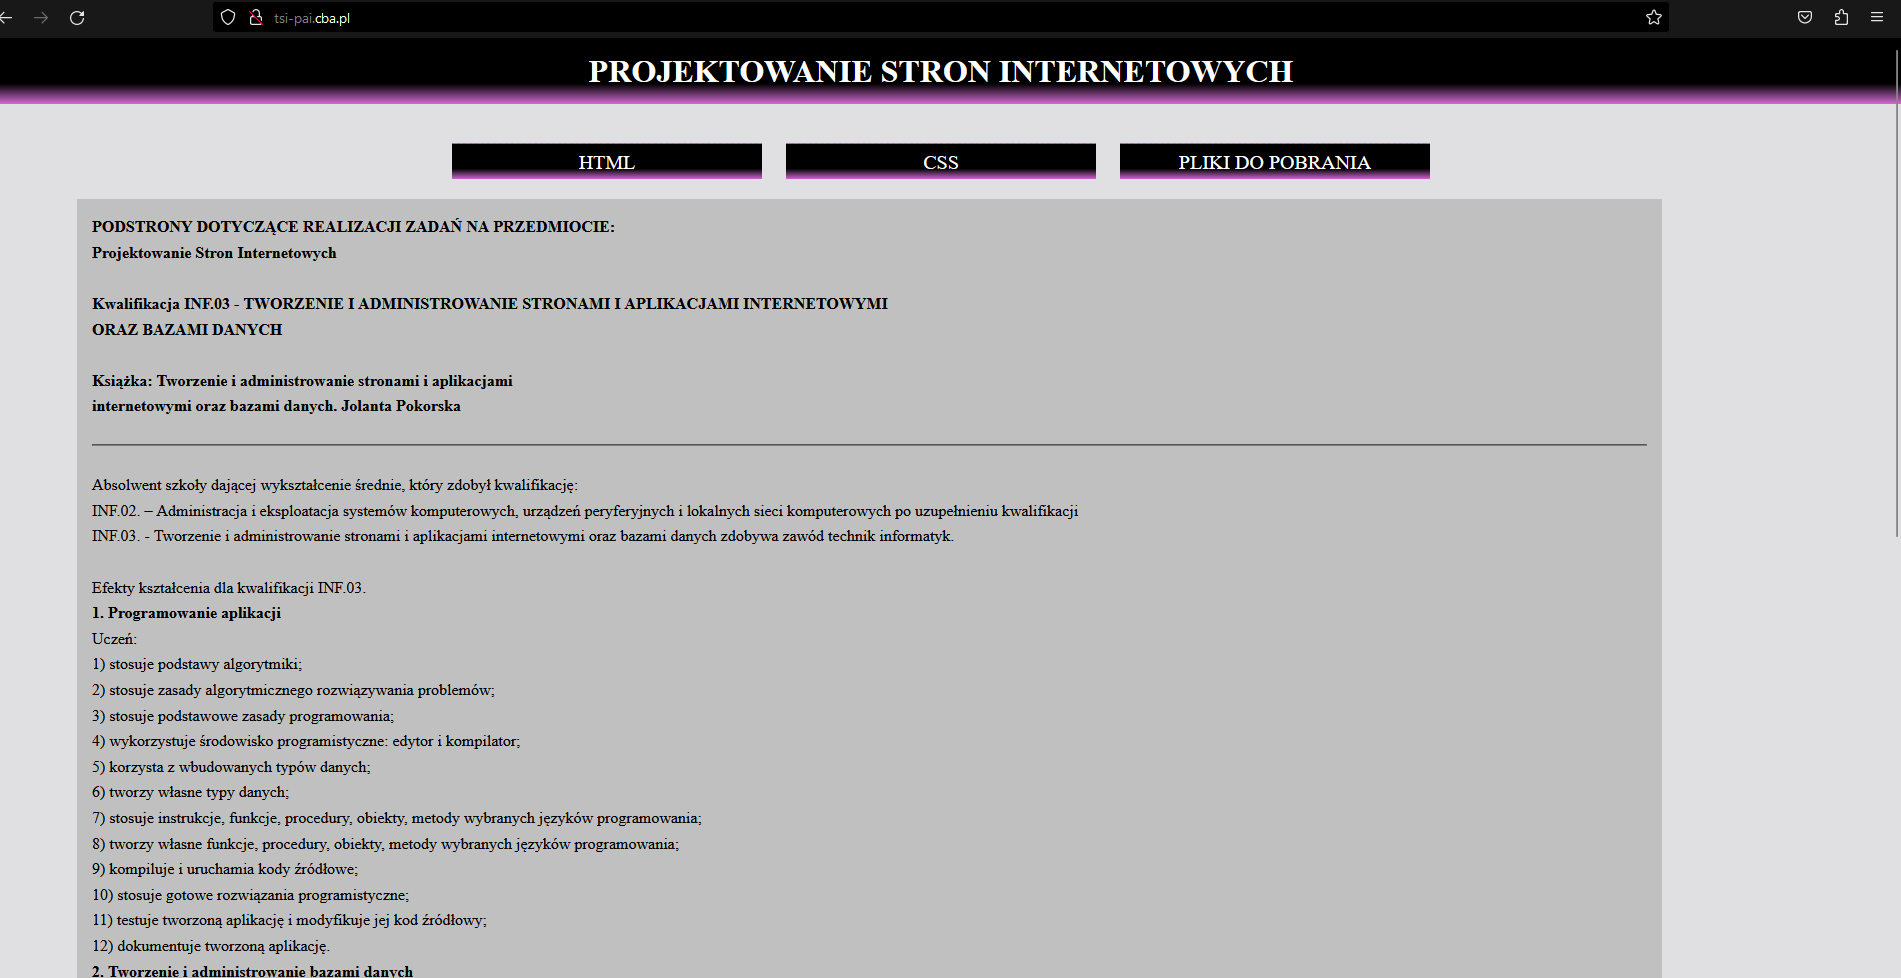 tsi-pai.cba.pl
PROJEKTOWANIE STRON INTERNETOWYCH
HTML
CSS
PLIKI DO POBRANIA
PODSTRONY DOTYCZĄCE REALIZACJI ZADAŃ NA PRZEDMIOCIE:
Projektowanie Stron Internetowych
Kwalifikacja INF.03 - TWORZENIE I ADMINISTROWANIE STRONAMI I APLIKACJAMI INTERNETOWYMI
ORAZ BAZAMI DANYCH
Książka: Tworzenie i administrowanie stronami i aplikacjami
internetowymi oraz bazami danych. Jolanta Pokorska
Absolwent szkoły dającej wykształcenie średnie, który zdobył kwalifikację:
INF.02. – Administracja i eksploatacja systemów komputerowych, urządzeń peryferyjnych i lokalnych sieci komputerowych po uzupełnieniu kwalifikacji
INF.03. - Tworzenie i administrowanie stronami i aplikacjami internetowymi oraz bazami danych zdobywa zawód technik informatyk.
Efekty kształcenia dla kwalifikacji INF.03.
1. Programowanie aplikacji
Uczeń:
1) stosuje podstawy algorytmiki;
2) stosuje zasady algorytmicznego rozwiązywania problemów;
3) stosuje podstawowe zasady programowania;
4) wykorzystuje środowisko programistyczne: edytor i kompilator;
5) korzysta z wbudowanych typów danych;
6) tworzy własne typy danych;
7) stosuje instrukcje, funkcje, procedury, obiekty, metody wybranych języków programowania;
8) tworzy własne funkcje, procedury, obiekty, metody wybranych języków programowania;
9) kompiluje i uruchamia kody źródłowe;
10) stosuje gotowe rozwiązania programistyczne;
11) testuje tworzoną aplikację i modyfikuje jej kod źródłowy;
12) dokumentuje tworzoną aplikację.
2. Tworzenie i administrowanie bazami danych